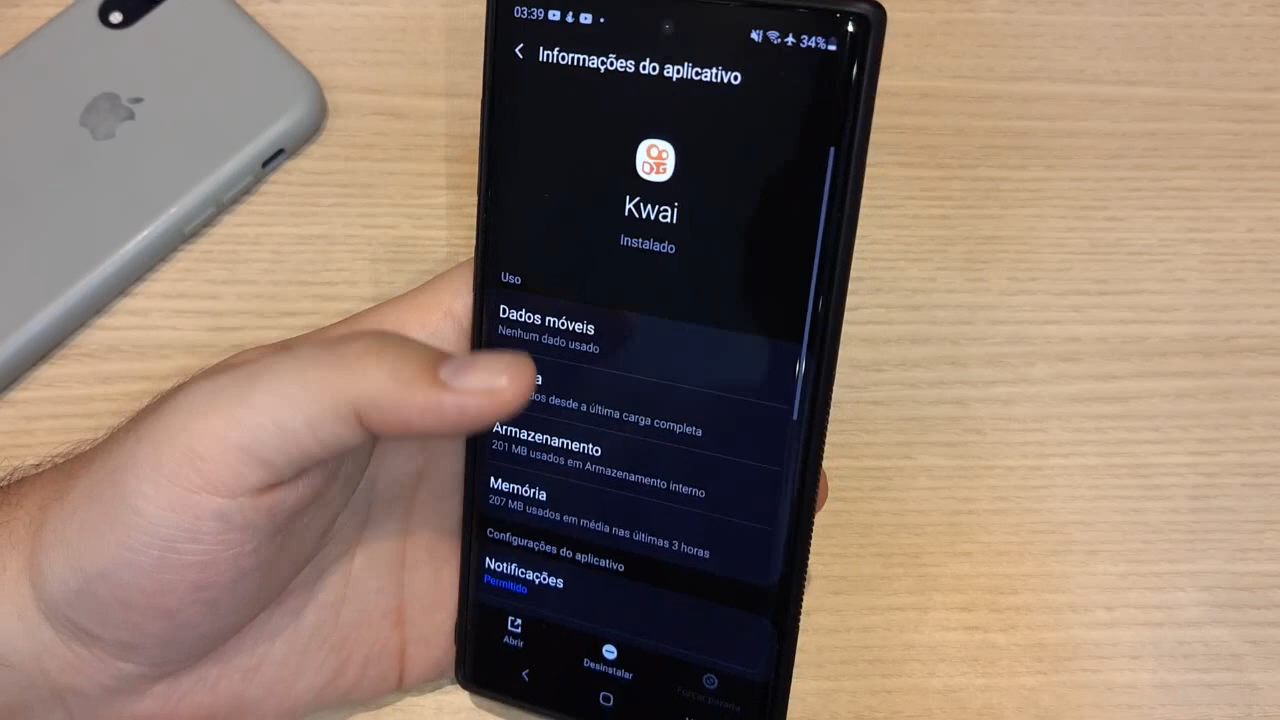 03:39
34%
Informações do aplicativo
Kwai
Instalado
Uso
Dados móveis
Nenhum dado usado
desde a última carga completa
Armazenamento
201 MB usados em Armazenamento interno
Memória
207 MB usados em média nas últimas 3 horas
Configurações do aplicativo
Notificações
Permitido
Abrir
Desinstalar
Forçar parada